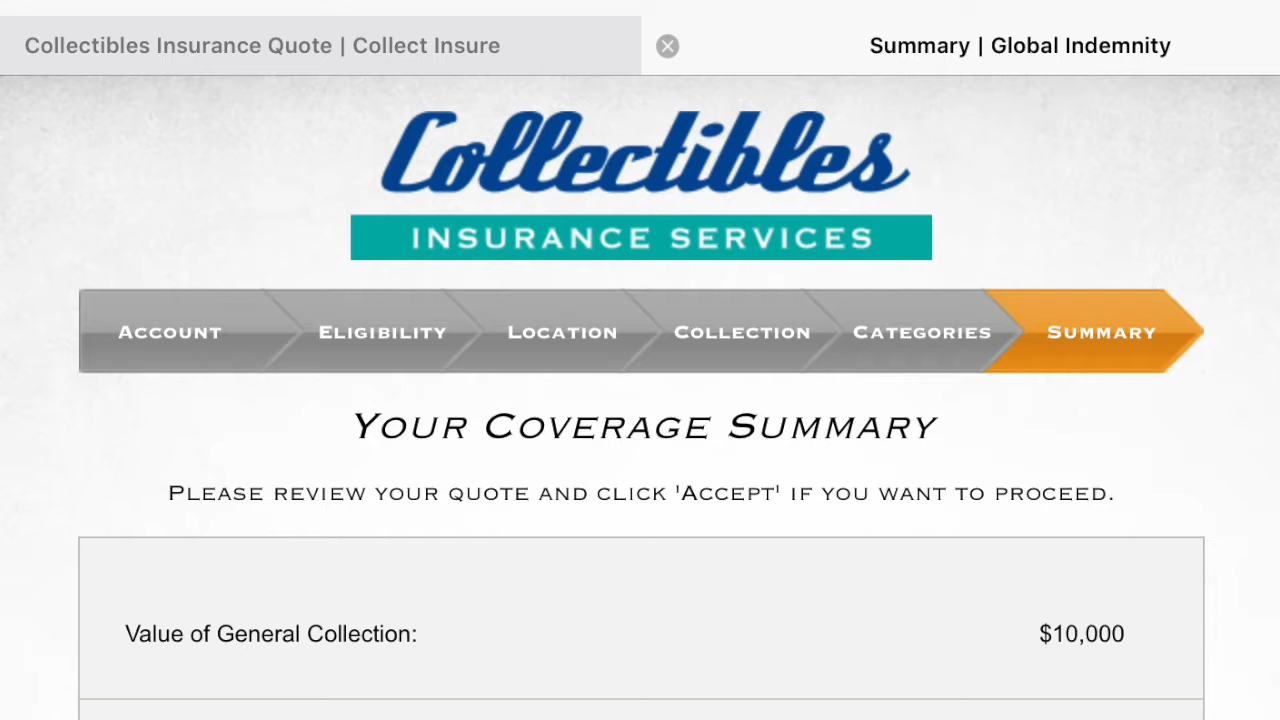 Collectibles Insurance Quote | Collect Insure
Summary | Global Indemnity
Collectibles
INSURANCE SERVICES
ACCOUNT ELIGIBILITY LOCATION COLLECTION CATEGORIES SUMMARY
YOUR COVERAGE SUMMARY
PLEASE REVIEW YOUR QUOTE AND CLICK 'ACCEPT' IF YOU WANT TO PROCEED.
Value of General Collection: $10,000